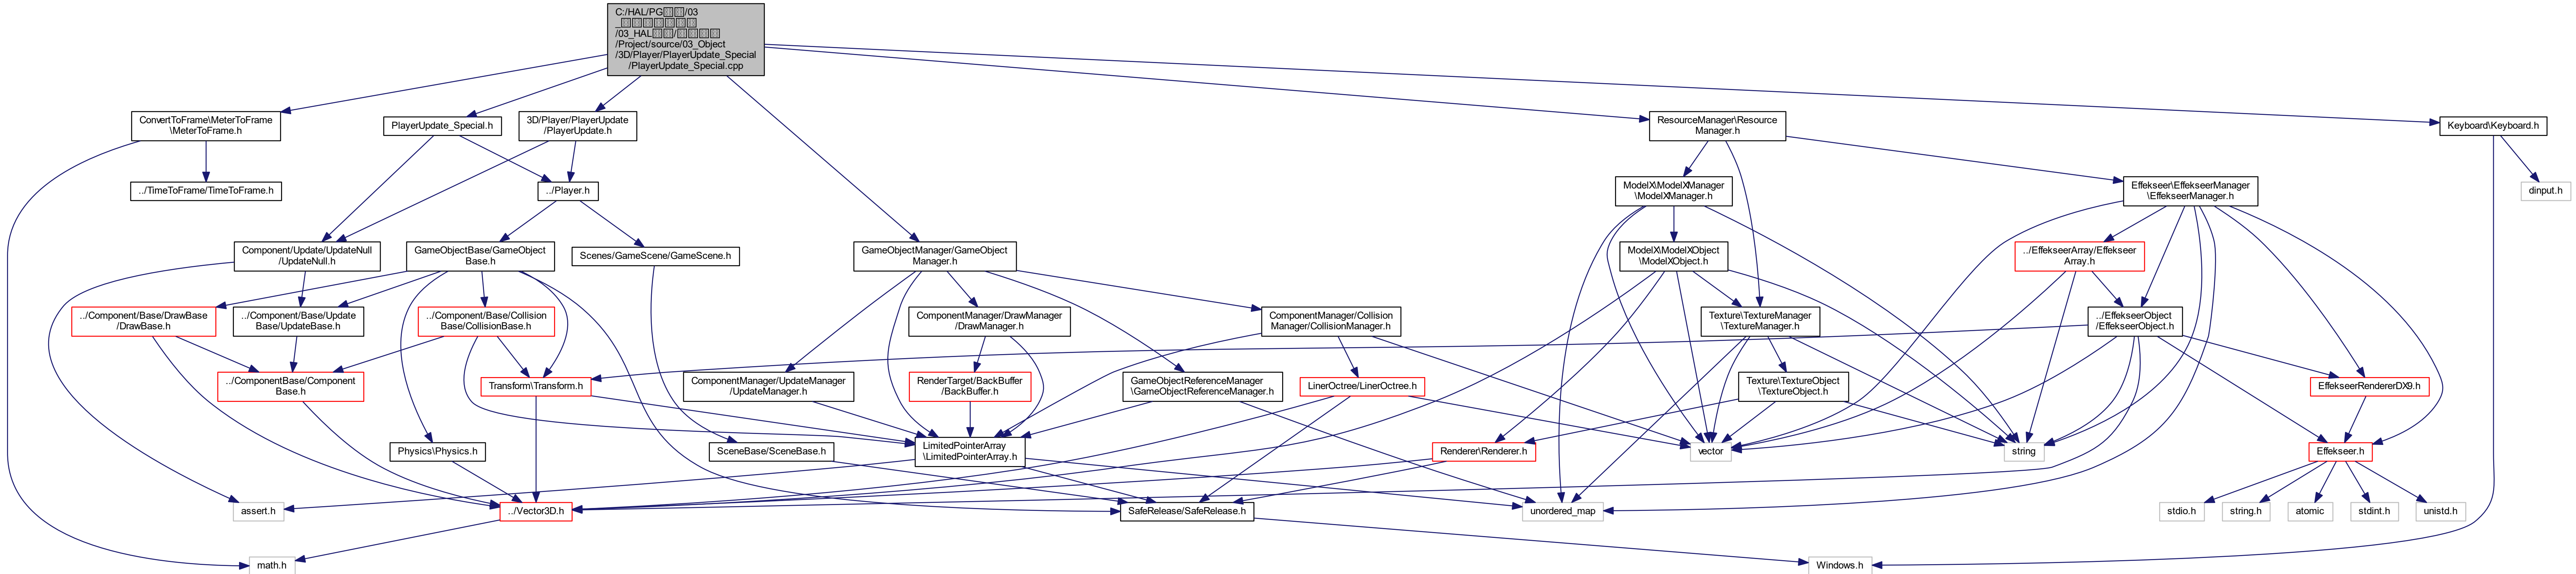 C:/HAL/PG/03
_
/03_HAL/
/Project/source/03_Object
/3D/Player/PlayerUpdate_Special
/PlayerUpdate_Special.cpp
ConvertToFrame\MeterToFrame
\MeterToFrame.h
PlayerUpdate_Special.h
3D/Player/PlayerUpdate
/PlayerUpdate.h
ResourceManager\Resource
Manager.h
Keyboard\Keyboard.h
../TimeToFrame/TimeToFrame.h
../Player.h
ModelX\ModelXManager
\ModelXManager.h
Effekseer\EffekseerManager
\EffekseerManager.h
dinput.h
Component/Update/UpdateNull
/UpdateNull.h
GameObjectBase/GameObject
Base.h
Scenes/GameScene/GameScene.h
GameObjectManager/GameObject
Manager.h
ModelX\ModelXObject
\ModelXObject.h
../EffekseerArray/Effekseer
Array.h
../Component/Base/DrawBase
/DrawBase.h
../Component/Base/Update
Base/UpdateBase.h
../Component/Base/Collision
Base/CollisionBase.h
ComponentManager/DrawManager
/DrawManager.h
ComponentManager/Collision
Manager/CollisionManager.h
Texture\TextureManager
\TextureManager.h
../EffekseerObject
/EffekseerObject.h
../ComponentBase/Component
Base.h
Transform\Transform.h
ComponentManager/UpdateManager
/UpdateManager.h
RenderTarget/BackBuffer
/BackBuffer.h
GameObjectReferenceManager
\GameObjectReferenceManager.h
LinerOctree/LinerOctree.h
Texture\TextureObject
\TextureObject.h
EffekseerRendererDX9.h
Physics\Physics.h
SceneBase/SceneBase.h
LimitedPointerArray
\LimitedPointerArray.h
Renderer\Renderer.h
vector
string
Effekseer.h
assert.h
../Vector3D.h
SafeRelease/SafeRelease.h
unordered_map
stdio.h
string.h
atomic
stdint.h
unistd.h
math.h
Windows.h